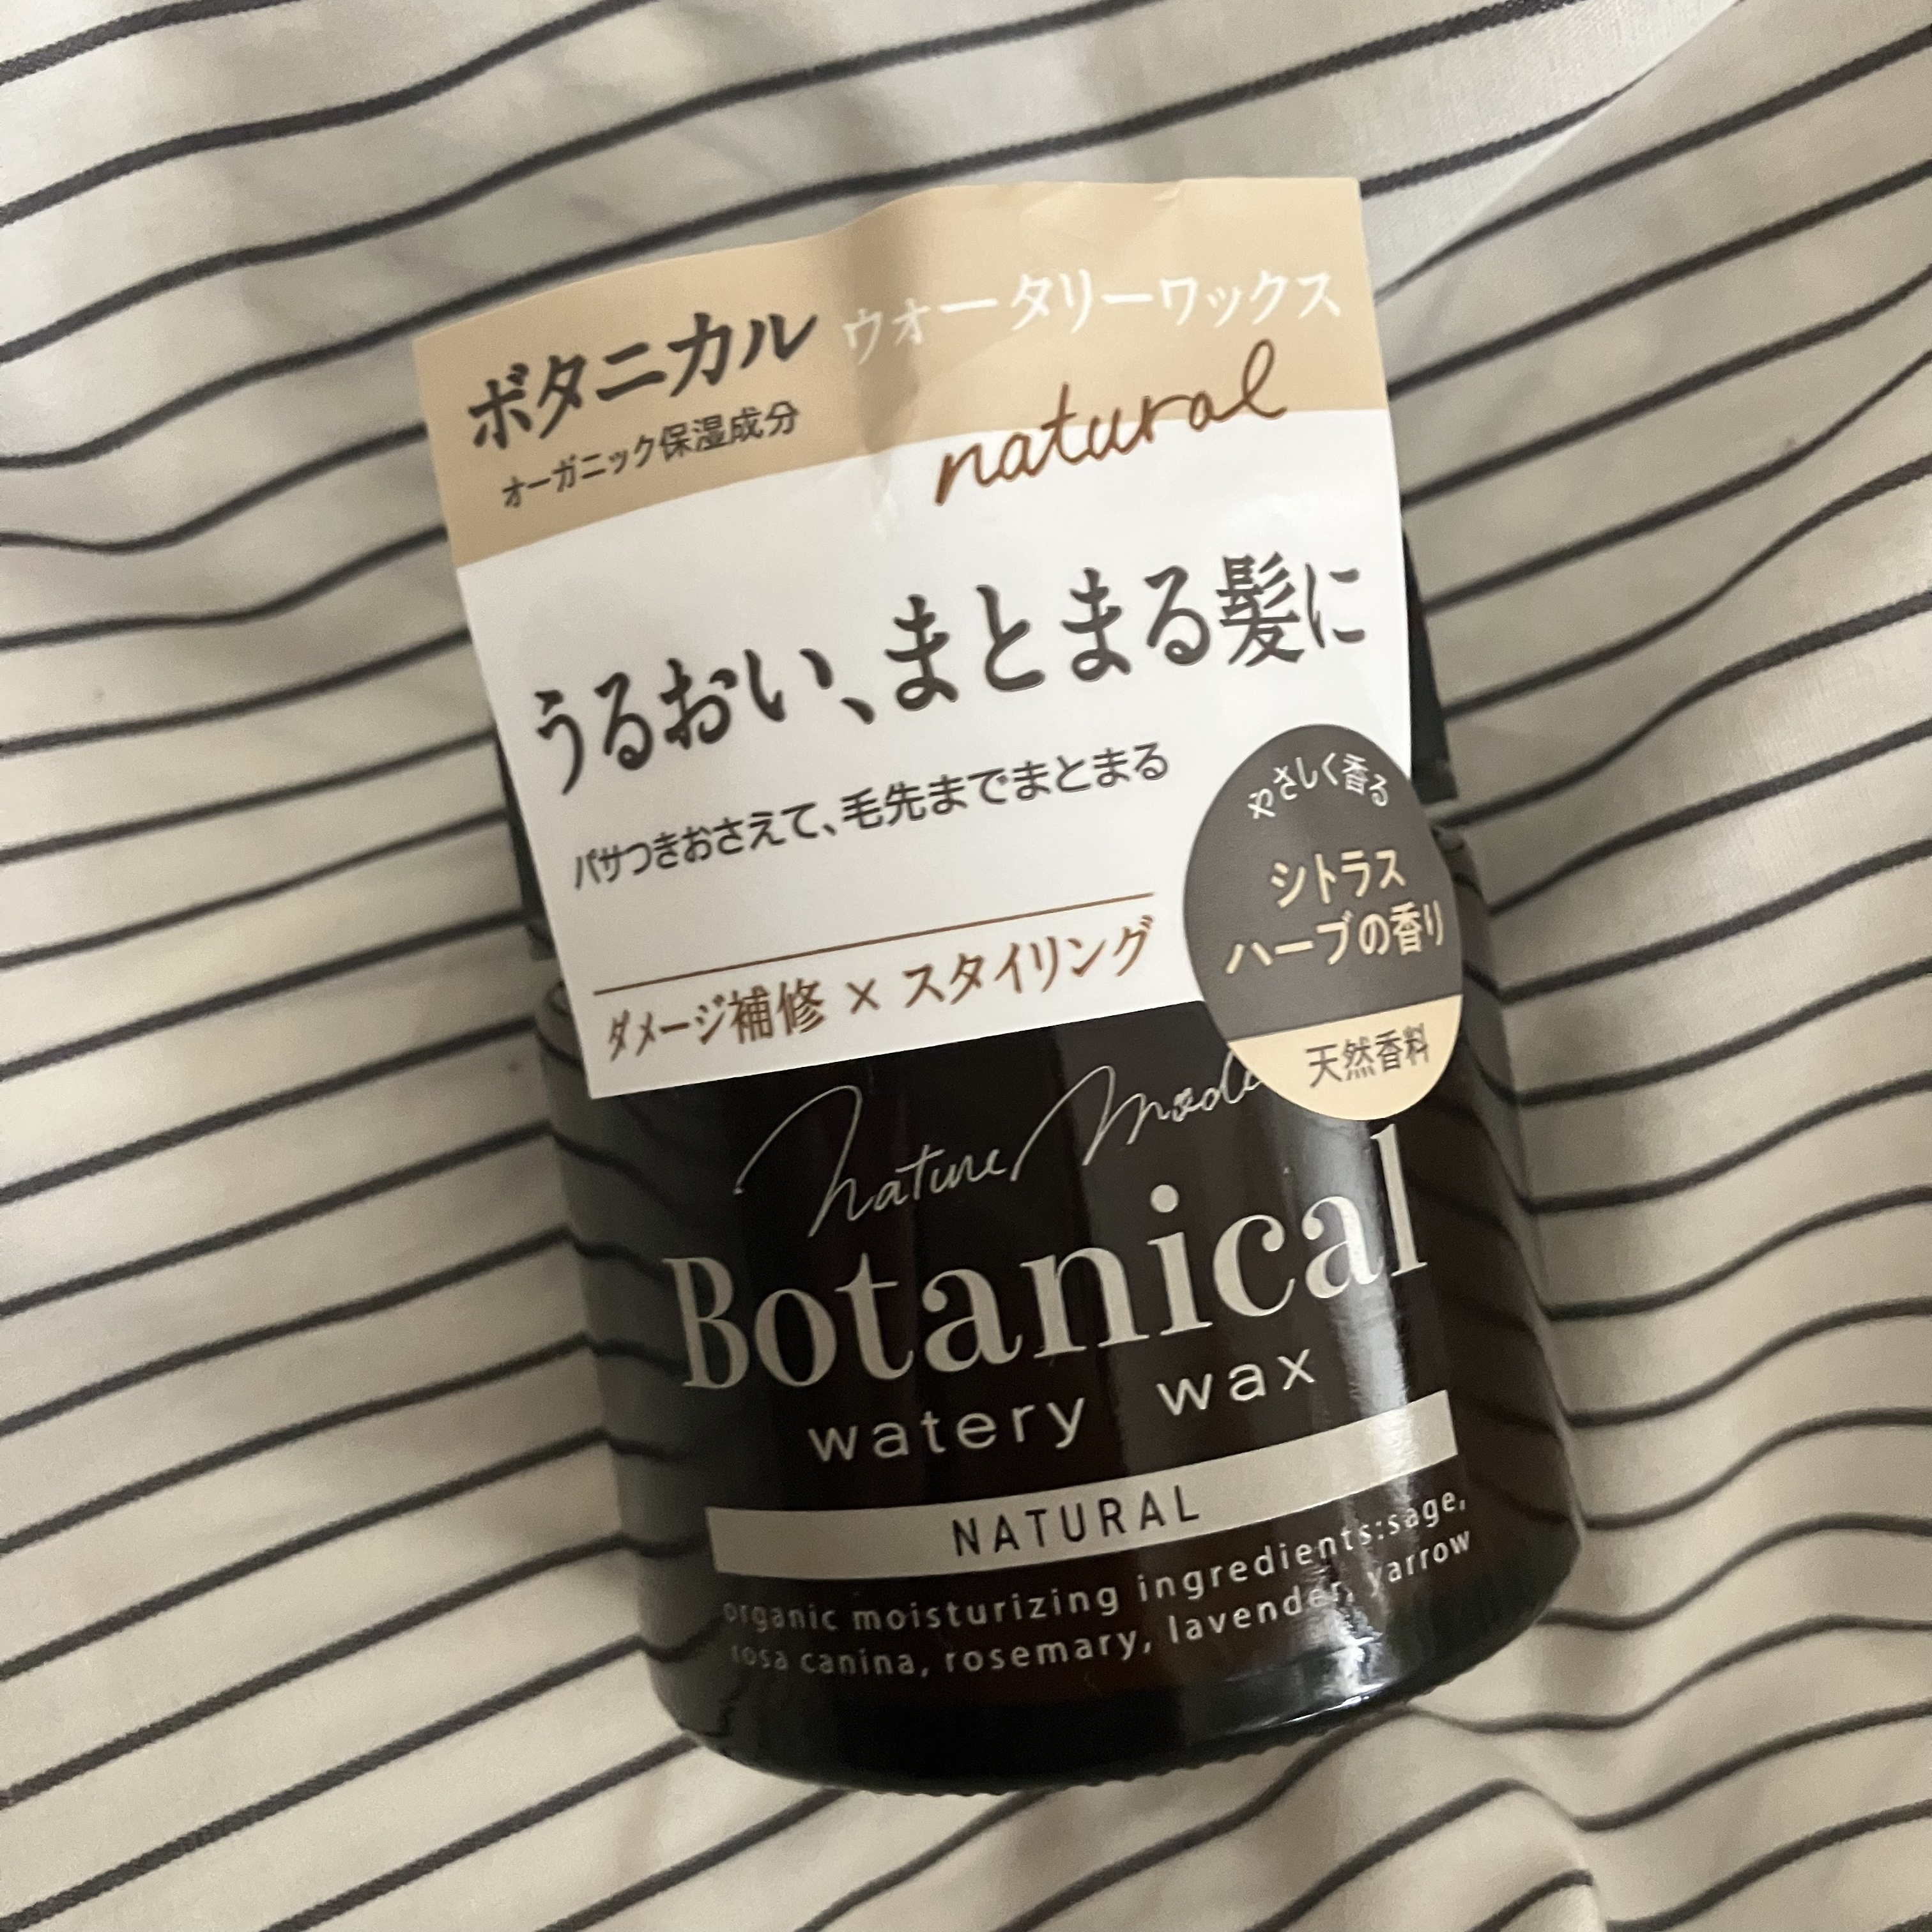 ボタニカル ウォータリーワックス
オーガニック保湿成分
natural
うるおい、まとまる髪に
パサつきおさえて、毛先までまとまる
ダメージ補修 × スタイリング
やさしく香る
シトラス
ハーブの香り
天然香料
Nature Made
Botanical
watery wax
NATURAL
organic moisturizing ingredients:sage,
rosa canina, rosemary, lavender, yarrow